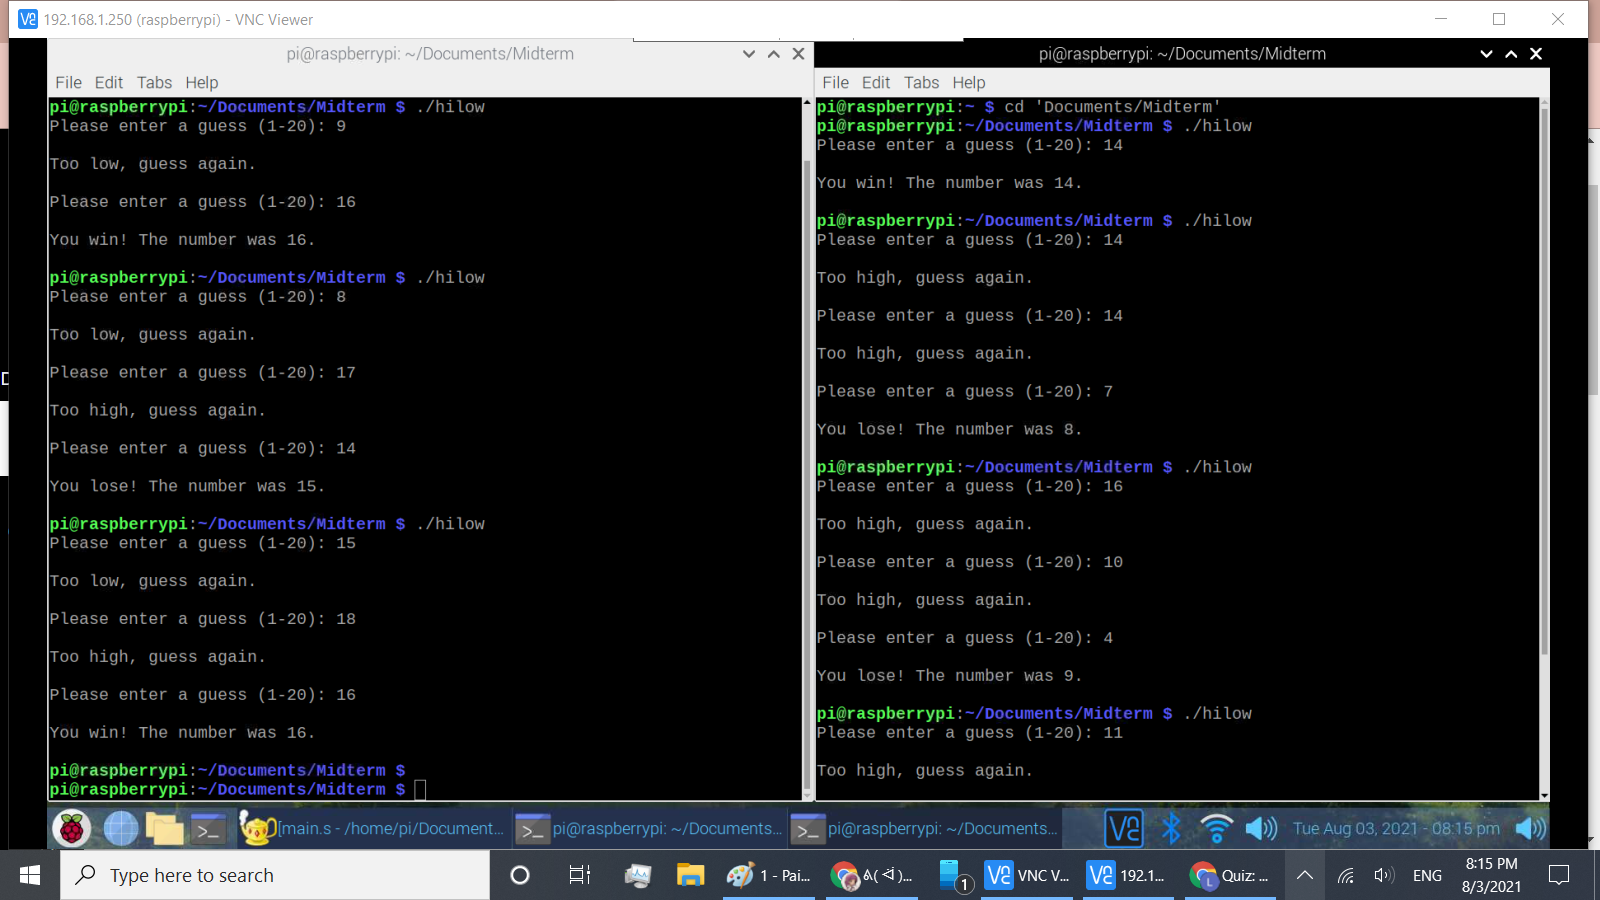 192.168.1.250 (raspberrypi) - VNC Viewer
pi@raspberrypi: ~/Documents/Midterm
File Edit Tabs Help
pi@raspberrypi:~/Documents/Midterm $ ./hilow
Please enter a guess (1-20): 9
Too low, guess again.
Please enter a guess (1-20): 16
You win! The number was 16.
pi@raspberrypi:~/Documents/Midterm $ ./hilow
Please enter a guess (1-20): 8
Too low, guess again.
Please enter a guess (1-20): 17
Too high, guess again.
Please enter a guess (1-20): 14
You lose! The number was 15.
pi@raspberrypi:~/Documents/Midterm $ ./hilow
Please enter a guess (1-20): 15
Too low, guess again.
Please enter a guess (1-20): 18
Too high, guess again.
Please enter a guess (1-20): 16
You win! The number was 16.
pi@raspberrypi:~/Documents/Midterm $
pi@raspberrypi:~/Documents/Midterm $
pi@raspberrypi: ~/Documents/Midterm
File Edit Tabs Help
pi@raspberrypi:~ $ cd 'Documents/Midterm'
pi@raspberrypi:~/Documents/Midterm $ ./hilow
Please enter a guess (1-20): 14
You win! The number was 14.
pi@raspberrypi:~/Documents/Midterm $ ./hilow
Please enter a guess (1-20): 14
Too high, guess again.
Please enter a guess (1-20): 14
Too high, guess again.
Please enter a guess (1-20): 7
You lose! The number was 8.
pi@raspberrypi:~/Documents/Midterm $ ./hilow
Please enter a guess (1-20): 16
Too high, guess again.
Please enter a guess (1-20): 10
Too high, guess again.
Please enter a guess (1-20): 4
You lose! The number was 9.
pi@raspberrypi:~/Documents/Midterm $ ./hilow
Please enter a guess (1-20): 11
Too high, guess again.
[main.s - /home/pi/Document... pi@raspberrypi: ~/Documents... pi@raspberrypi: ~/Documents... Tue Aug 03, 2021 - 08:15 pm
Type here to search 1 - Pai... 1 VNC V... 192.1... Quiz: ... ENG 8:15 PM
8/3/2021